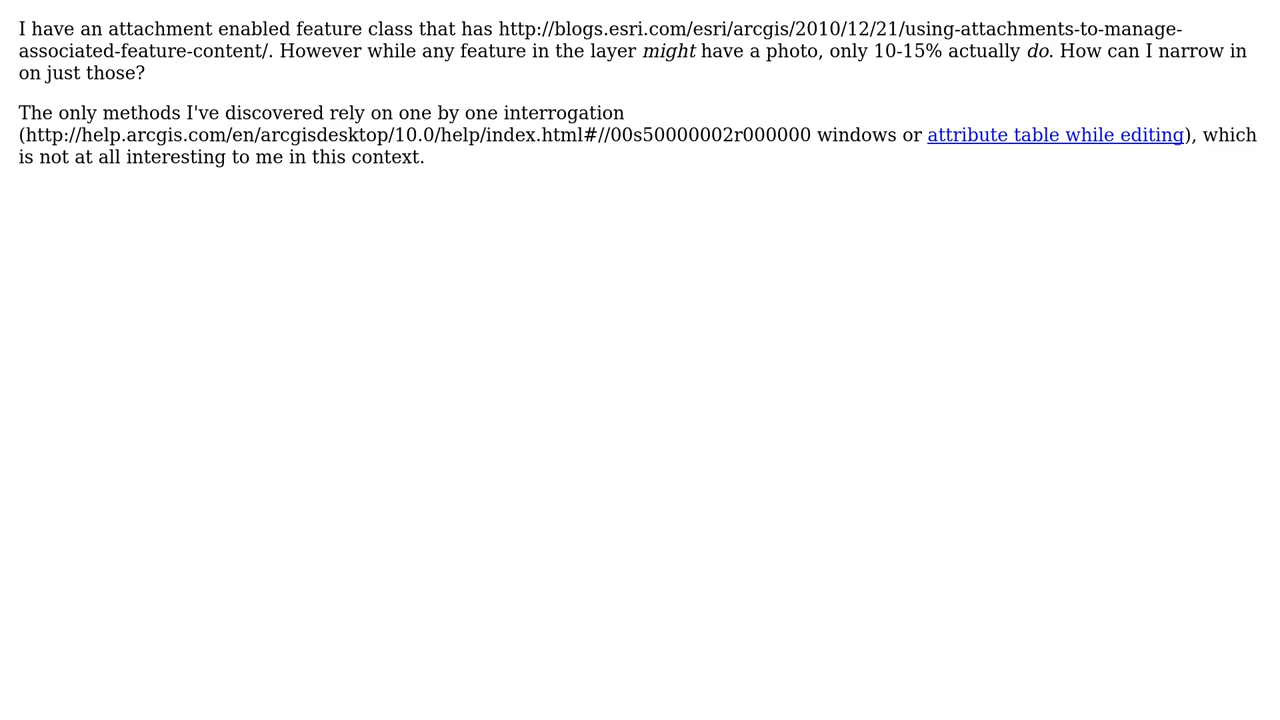 I have an attachment enabled feature class that has http://blogs.esri.com/esri/arcgis/2010/12/21/using-attachments-to-manage-
associated-feature-content/. However while any feature in the layer might have a photo, only 10-15% actually do. How can I narrow in
on just those?
The only methods I've discovered rely on one by one interrogation
(http://help.arcgis.com/en/arcgisdesktop/10.0/help/index.html#//00s50000002r000000 windows or attribute table while editing), which
is not at all interesting to me in this context.